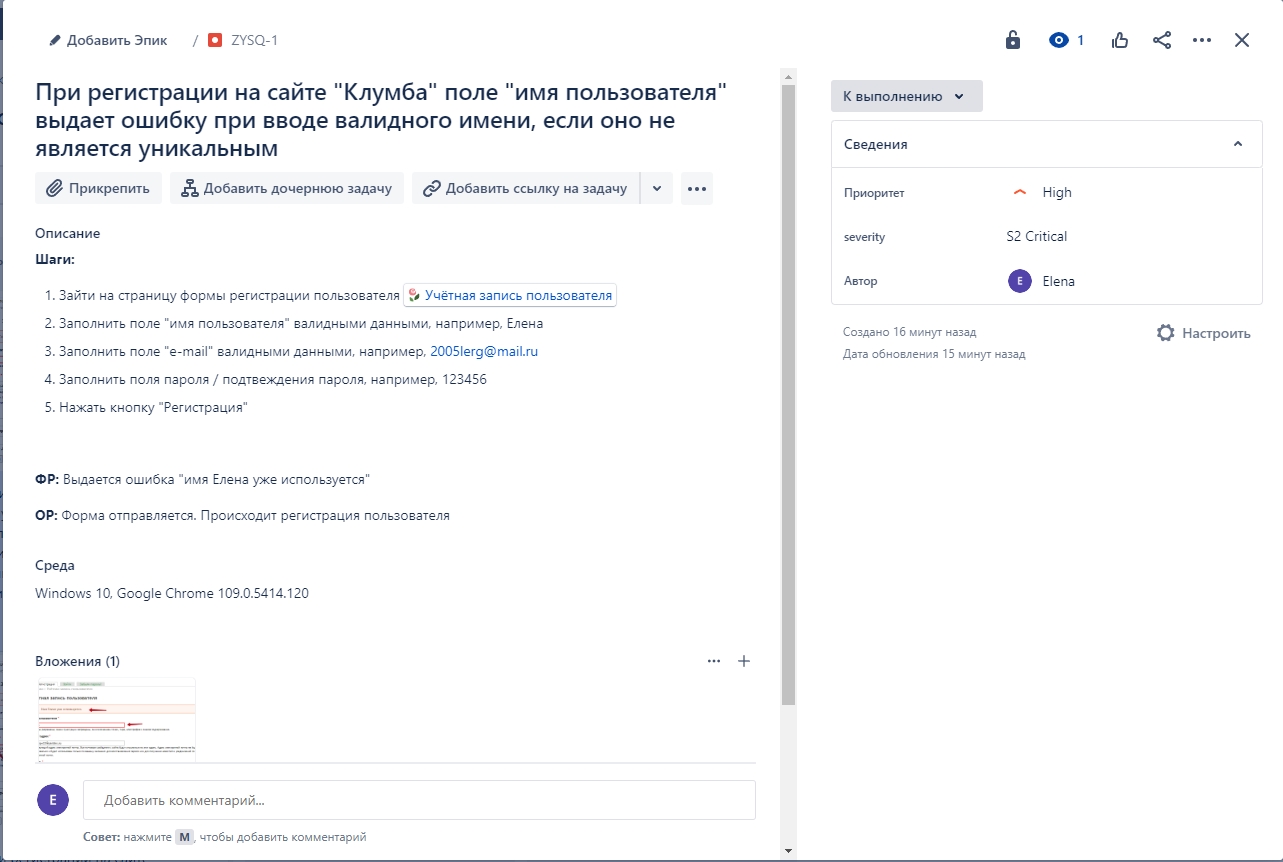 Добавить Эпик / ZYSQ-1
1
При регистрации на сайте "Клумба" поле "имя пользователя"
выдает ошибку при вводе валидного имени, если оно не
является уникальным
Прикрепить
Добавить дочернюю задачу
Добавить ссылку на задачу
Описание
Шаги:
1. Зайти на страницу формы регистрации пользователя Учётная запись пользователя
2. Заполнить поле "имя пользователя" валидными данными, например, Елена
3. Заполнить поле "e-mail" валидными данными, например, 2005lerg@mail.ru
4. Заполнить поля пароля / подтвеждения пароля, например, 123456
5. Нажать кнопку "Регистрация"
ФР: Выдается ошибка "имя Елена уже используется"
ОР: Форма отправляется. Происходит регистрация пользователя
Среда
Windows 10, Google Chrome 109.0.5414.120
Вложения (1)
E
Добавить комментарий...
Совет: нажмите M, чтобы добавить комментарий
К выполнению
Сведения
Приоритет High
severity S2 Critical
Автор E Elena
Создано 16 минут назад
Дата обновления 15 минут назад
Настроить